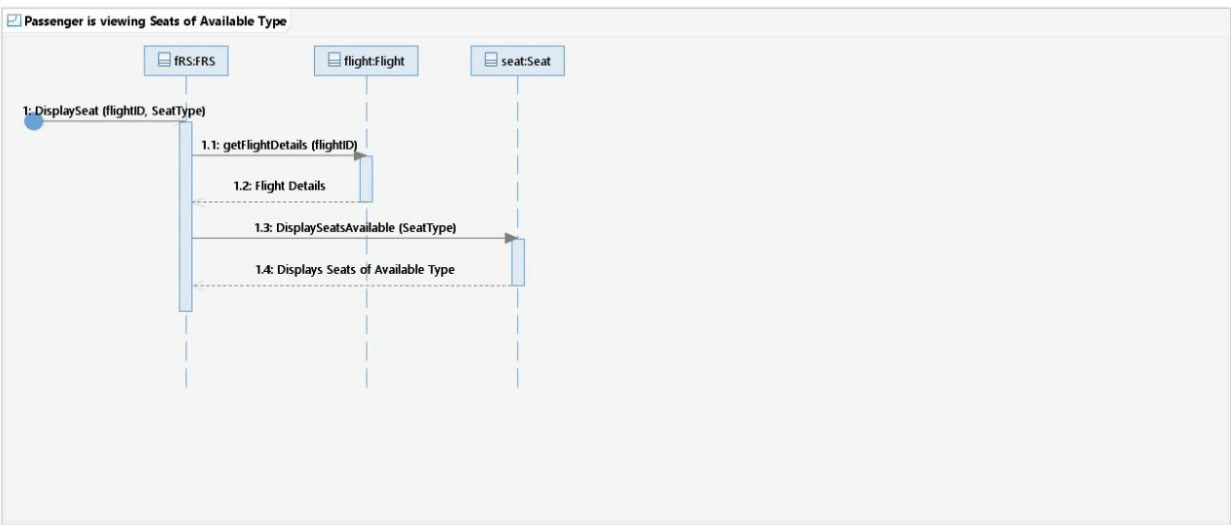 Passenger is viewing Seats of Available Type
fRS:FRS
flight:Flight
seat:Seat
1: DisplaySeat (flightID, SeatType)
1.1: getFlightDetails (flightID)
1.2: Flight Details
1.3: DisplaySeatsAvailable (SeatType)
1.4: Displays Seats of Available Type